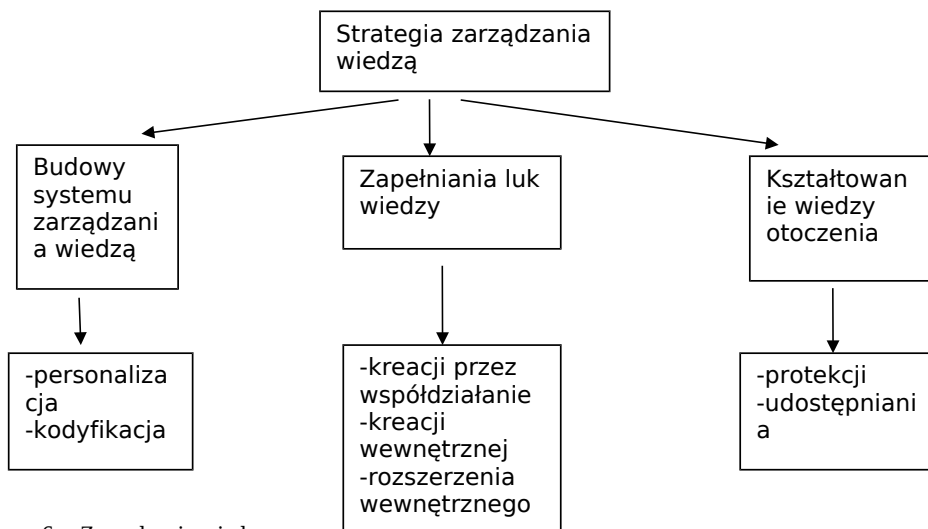 Strategia zarządzania
wiedzą
Budowy
systemu
zarządzani
a wiedzą
Zapełniania luk
wiedzy
Kształtowan
ie wiedzy
otoczenia
-personaliza
cja
-kodyfikacja
-kreacji przez
współdziałanie
-kreacji
wewnętrznej
-rozszerzenia
wewnętrznego
-protekcji
-udostępniani
a